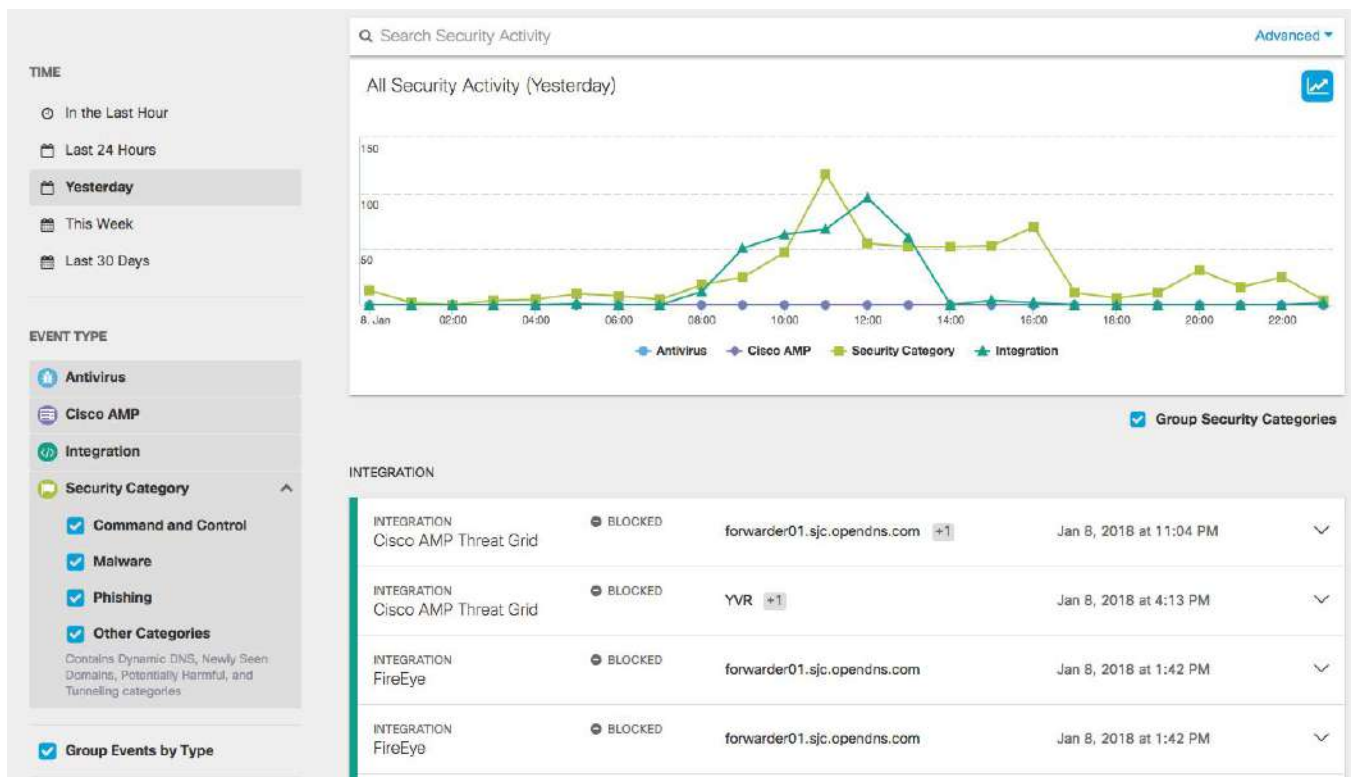 Search Security Activity
Advanced
TIME
In the Last Hour
Last 24 Hours
Yesterday
This Week
Last 30 Days
EVENT TYPE
Antivirus
Cisco AMP
Integration
Security Category
Command and Control
Malware
Phishing
Other Categories
Contains Dynamic DNS, Newly Seen
Domains, Potentially Harmful, and
Tunneling categories
Group Events by Type
All Security Activity (Yesterday)
150
100
50
8. Jan 02:00 04:00 06:00 08:00 10:00 12:00 14:00 16:00 18:00 20:00 22:00
Antivirus Cisco AMP Security Category Integration
Group Security Categories
INTEGRATION
INTEGRATION BLOCKED
Cisco AMP Threat Grid forwarder01.sjc.opendns.com +1 Jan 8, 2018 at 11:04 PM
INTEGRATION BLOCKED
Cisco AMP Threat Grid YVR +1 Jan 8, 2018 at 4:13 PM
INTEGRATION BLOCKED
FireEye forwarder01.sjc.opendns.com Jan 8, 2018 at 1:42 PM
INTEGRATION BLOCKED
FireEye forwarder01.sjc.opendns.com Jan 8, 2018 at 1:42 PM